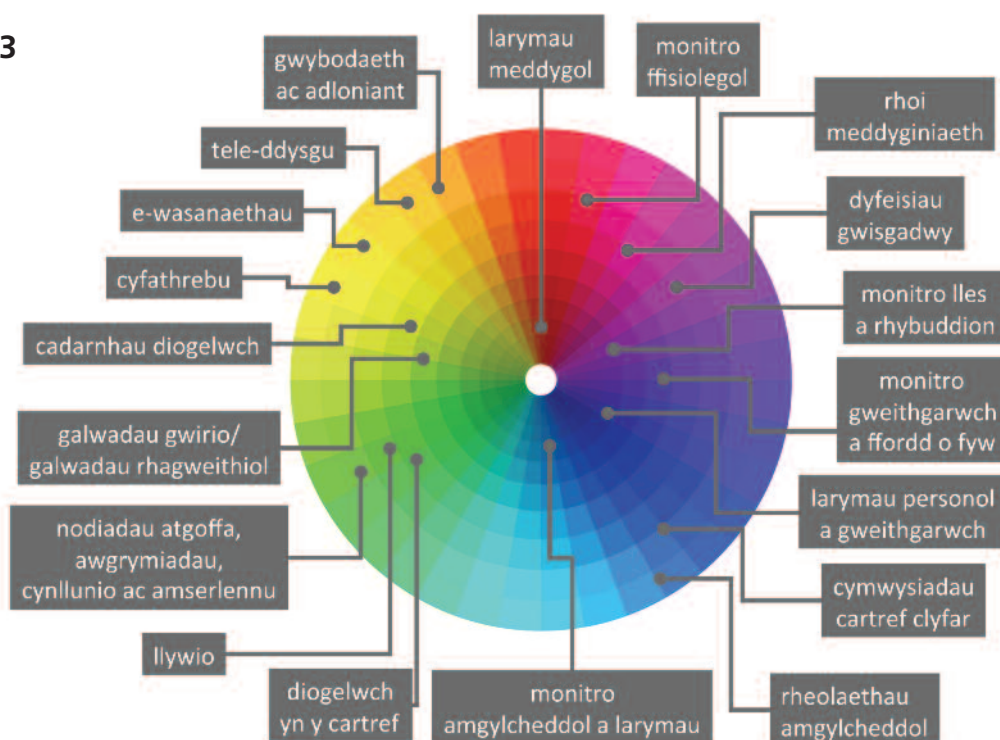 3
larymau
meddygol
monitro
ffisiolegol
rhoi
meddyginiaeth
dyfeisiau
gwisgadwy
monitro lles
a rhybuddion
monitro
gweithgarwch
a ffordd o fyw
larymau personol
a gweithgarwch
cymwysiadau
cartref clyfar
rheolaethau
amgylcheddol
monitro
amgylcheddol a larymau
diogelwch
yn y cartref
llywio
nodiadau atgoffa,
awgrymiadau,
cynllunio ac amserlennu
galwadau gwirio/
galwadau rhagweithiol
cadarnhau diogelwch
cyfathrebu
e-wasanaethau
tele-ddysgu
gwybodaeth
ac adloniant